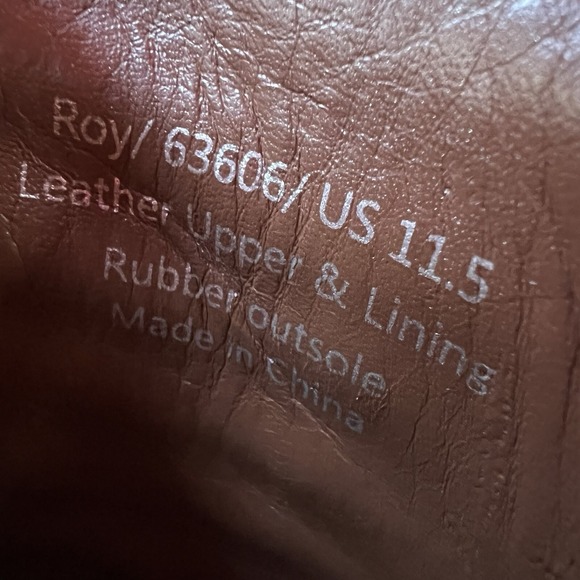 Roy/ 63606/ US 11.5
Leather Upper & Lining
Rubber outsole
Made in China